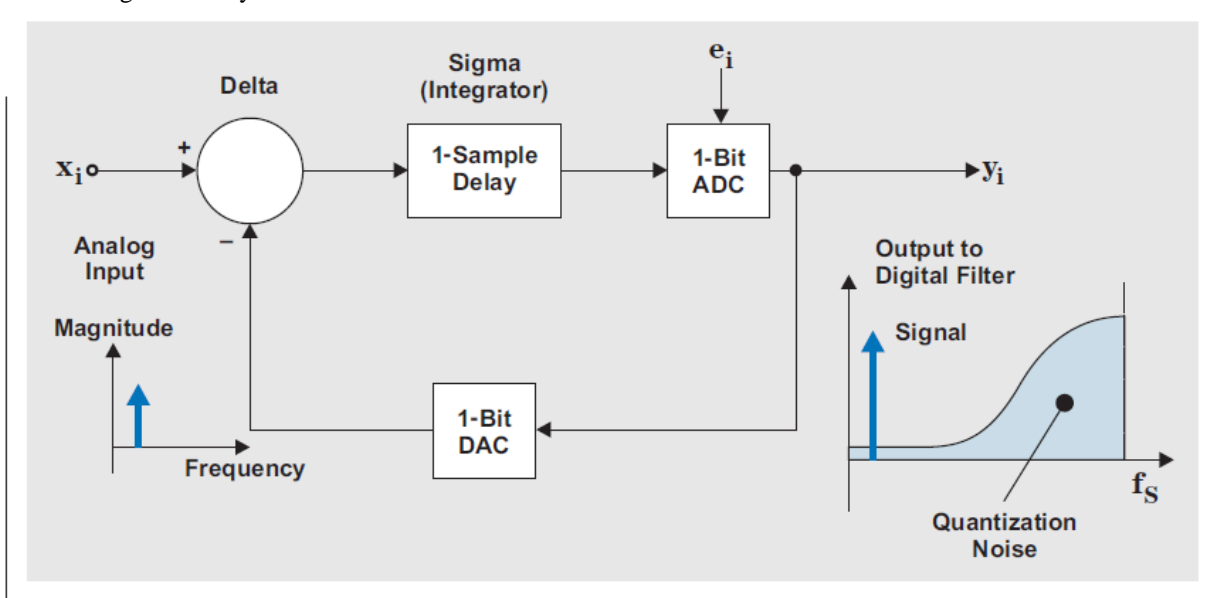 Delta
Sigma
(Integrator)
e_i
+
x_i
1-Sample
Delay
1-Bit
ADC
y_i
–
Analog
Input
Magnitude
Frequency
1-Bit
DAC
Output to
Digital Filter
Signal
f_S
Quantization
Noise